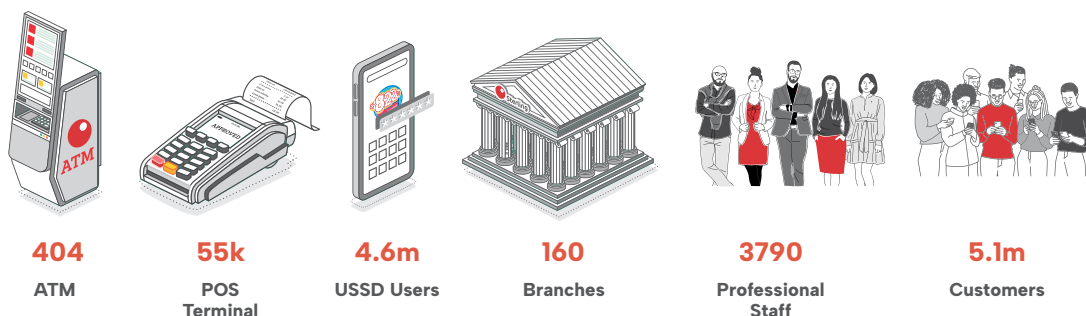 ATM
APPROVED!
Sterling
404
55k
4.6m
160
3790
5.1m
ATM
POS
Terminal
USSD Users
Branches
Professional
Staff
Customers